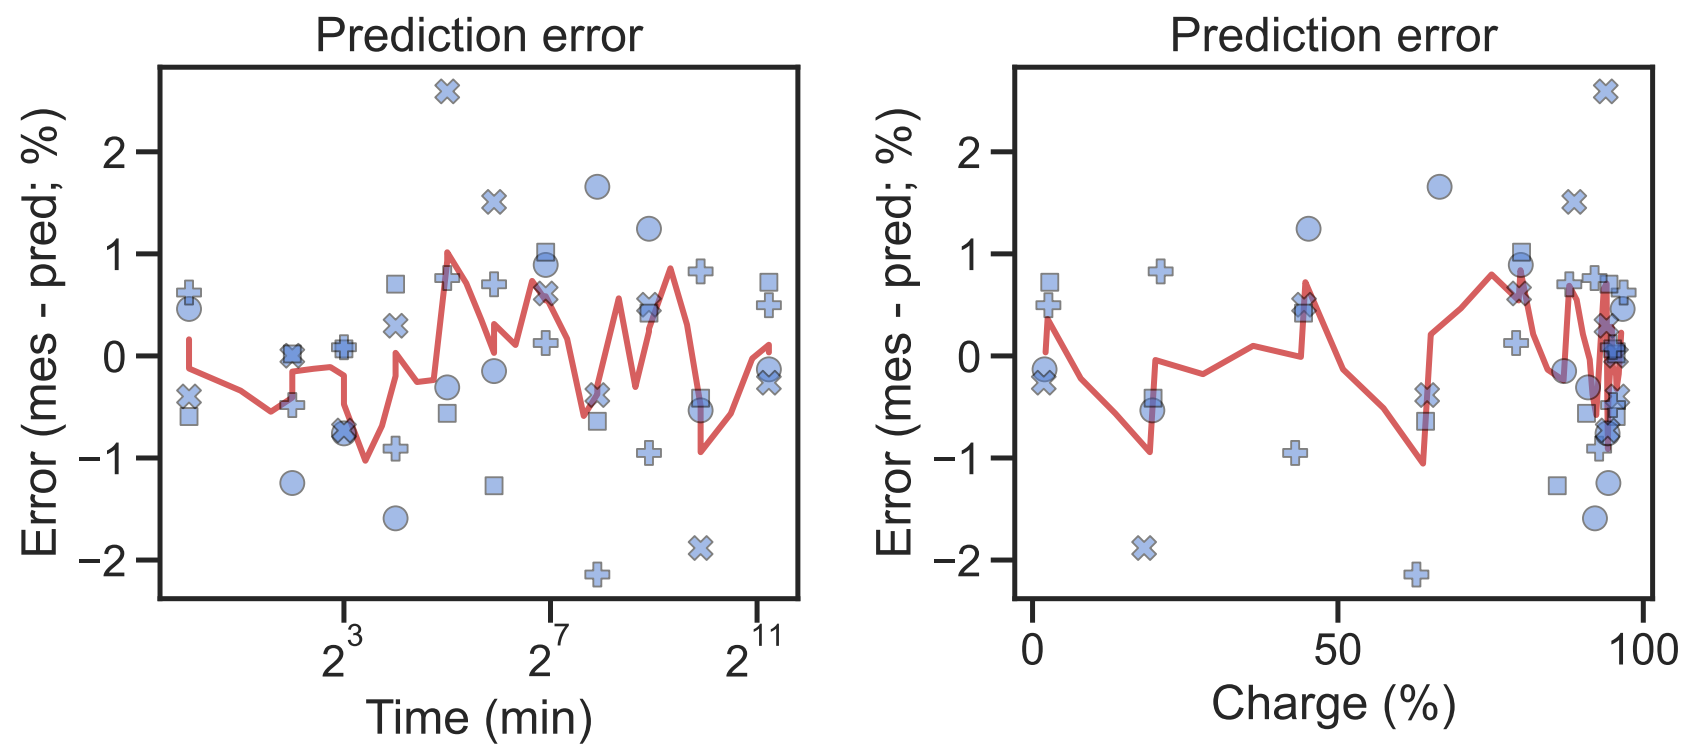 Prediction error
Error (mes - pred; %)
2
1
0
−1
−2
2^3
2^7
2^11
Time (min)
Prediction error
Error (mes - pred; %)
2
1
0
−1
−2
0
50
100
Charge (%)